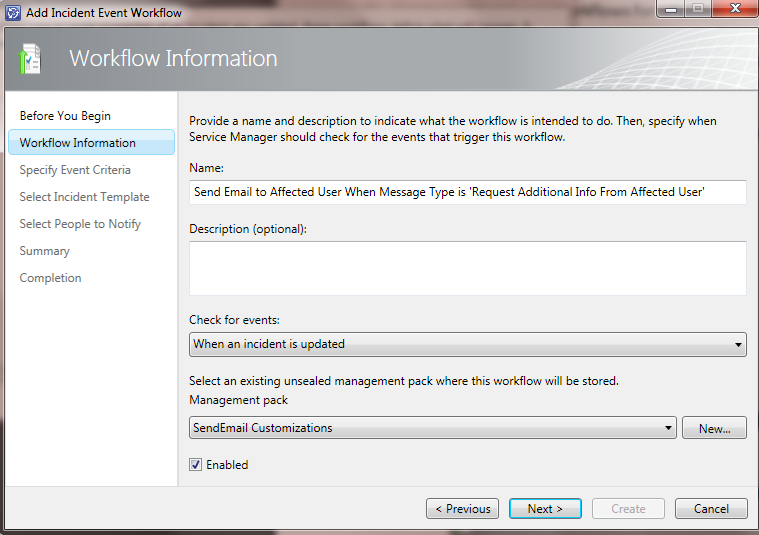 Add Incident Event Workflow
Workflow Information
Before You Begin
Workflow Information
Specify Event Criteria
Select Incident Template
Select People to Notify
Summary
Completion
Provide a name and description to indicate what the workflow is intended to do. Then, specify when
Service Manager should check for the events that trigger this workflow.
Name:
Send Email to Affected User When Message Type is 'Request Additional Info From Affected User'
Description (optional):
Check for events:
When an incident is updated
Select an existing unsealed management pack where this workflow will be stored.
Management pack
SendEmail Customizations
New...
Enabled
< Previous
Next >
Create
Cancel